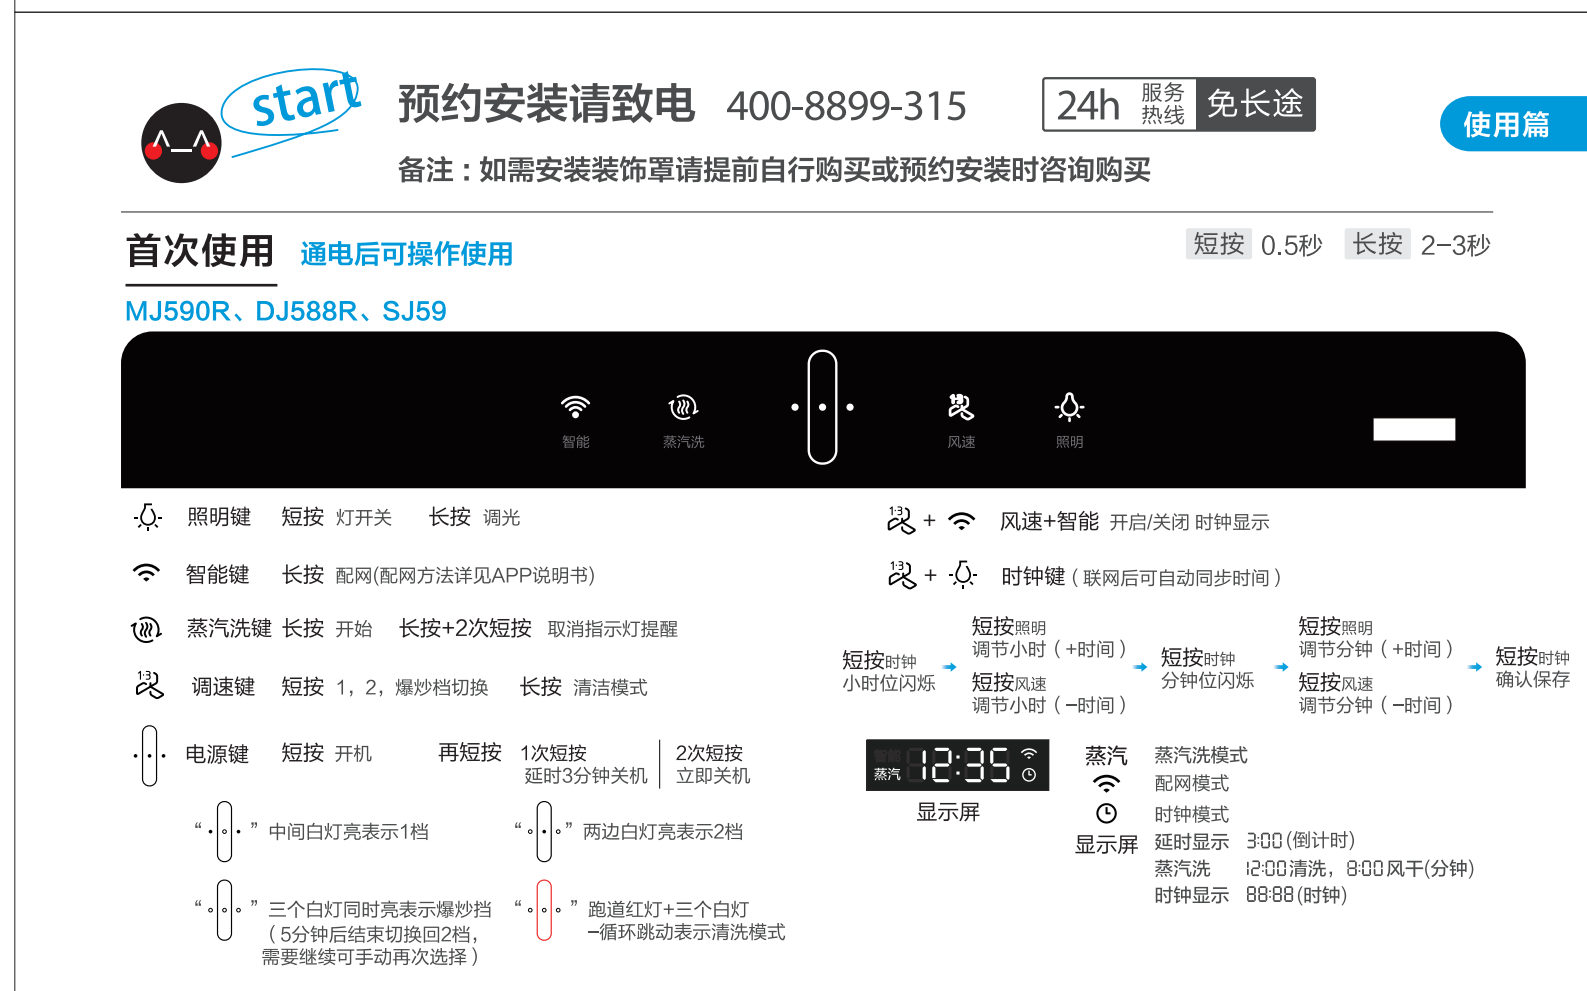 start
预约安装请致电 400-8899-315 24h 服务热线 免长途
使用篇
备注：如需安装装饰罩请提前自行购买或预约安装时咨询购买
首次使用 通电后可操作使用 短按 0.5秒 长按 2-3秒
MJ590R、DJ588R、SJ59
智能 蒸汽洗 风速 照明
照明键 短按 灯开关 长按 调光
智能键 长按 配网(配网方法详见APP说明书)
蒸汽洗键 长按 开始 长按+2次短按 取消指示灯提醒
1·3 调速键 短按 1，2，爆炒档切换 长按 清洁模式
电源键 短按 开机 再短按 1次短按 延时3分钟关机 2次短按 立即关机
“ ” 中间白灯亮表示1档
“ ” 两边白灯亮表示2档
“ ” 三个白灯同时亮表示爆炒挡
（5分钟后结束切换回2档，
需要继续可手动再次选择）
“ ” 跑道红灯+三个白灯
-循环跳动表示清洗模式
1·3 + 风速+智能 开启/关闭 时钟显示
1·3 + 时钟键（联网后可自动同步时间）
短按时钟
小时位闪烁
短按照明
调节小时（+时间）
短按风速
调节小时（-时间）
短按时钟
分钟位闪烁
短按照明
调节分钟（+时间）
短按风速
调节分钟（-时间）
短按时钟
确认保存
智能
蒸汽 12:35
显示屏
蒸汽 蒸汽洗模式
配网模式
时钟模式
显示屏 延时显示 3:00(倒计时)
蒸汽洗 12:00清洗，8:00风干(分钟)
时钟显示 88:88(时钟)